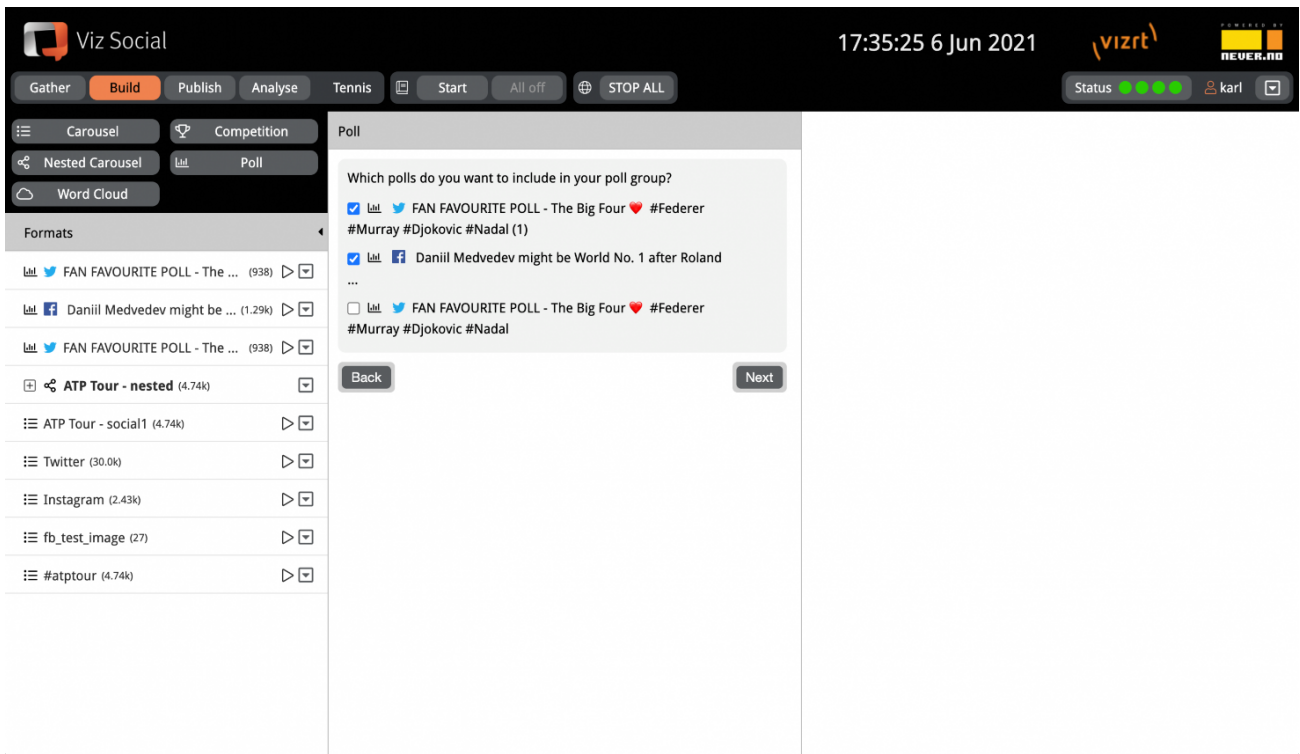 Viz Social
17:35:25 6 Jun 2021
vizrt
POWERED BY
NEVER.NO
Gather Build Publish Analyse Tennis Start All off STOP ALL
Status karl
Carousel Competition
Nested Carousel Poll
Word Cloud
Formats
FAN FAVOURITE POLL - The ... (938)
Daniil Medvedev might be ... (1.29k)
FAN FAVOURITE POLL - The ... (938)
ATP Tour - nested (4.74k)
ATP Tour - social1 (4.74k)
Twitter (30.0k)
Instagram (2.43k)
fb_test_image (27)
#atptour (4.74k)
Poll
Which polls do you want to include in your poll group?
FAN FAVOURITE POLL - The Big Four ❤️ #Federer
#Murray #Djokovic #Nadal (1)
Daniil Medvedev might be World No. 1 after Roland
...
FAN FAVOURITE POLL - The Big Four ❤️ #Federer
#Murray #Djokovic #Nadal
Back Next